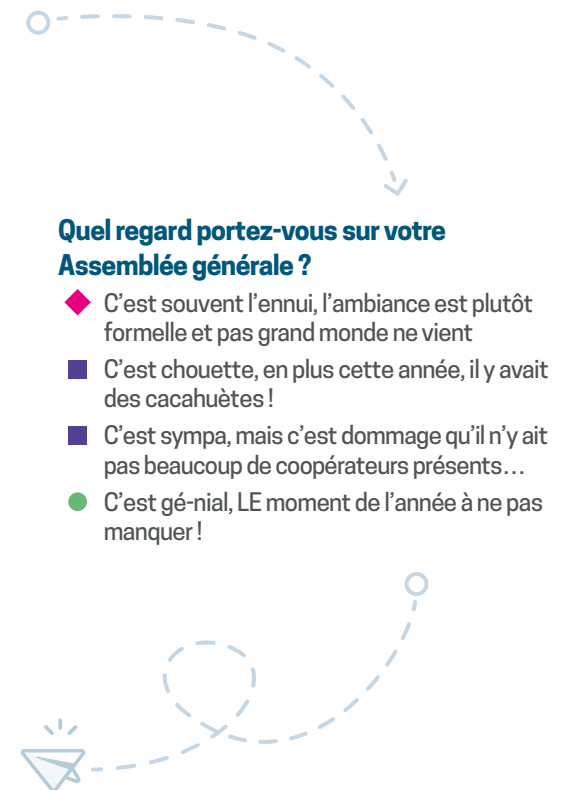 Quel regard portez-vous sur votre
Assemblée générale ?
C’est souvent l’ennui, l’ambiance est plutôt
formelle et pas grand monde ne vient
C’est chouette, en plus cette année, il y avait
des cacahuètes !
C’est sympa, mais c’est dommage qu’il n’y ait
pas beaucoup de coopérateurs présents…
C’est gé-nial, LE moment de l’année à ne pas
manquer !